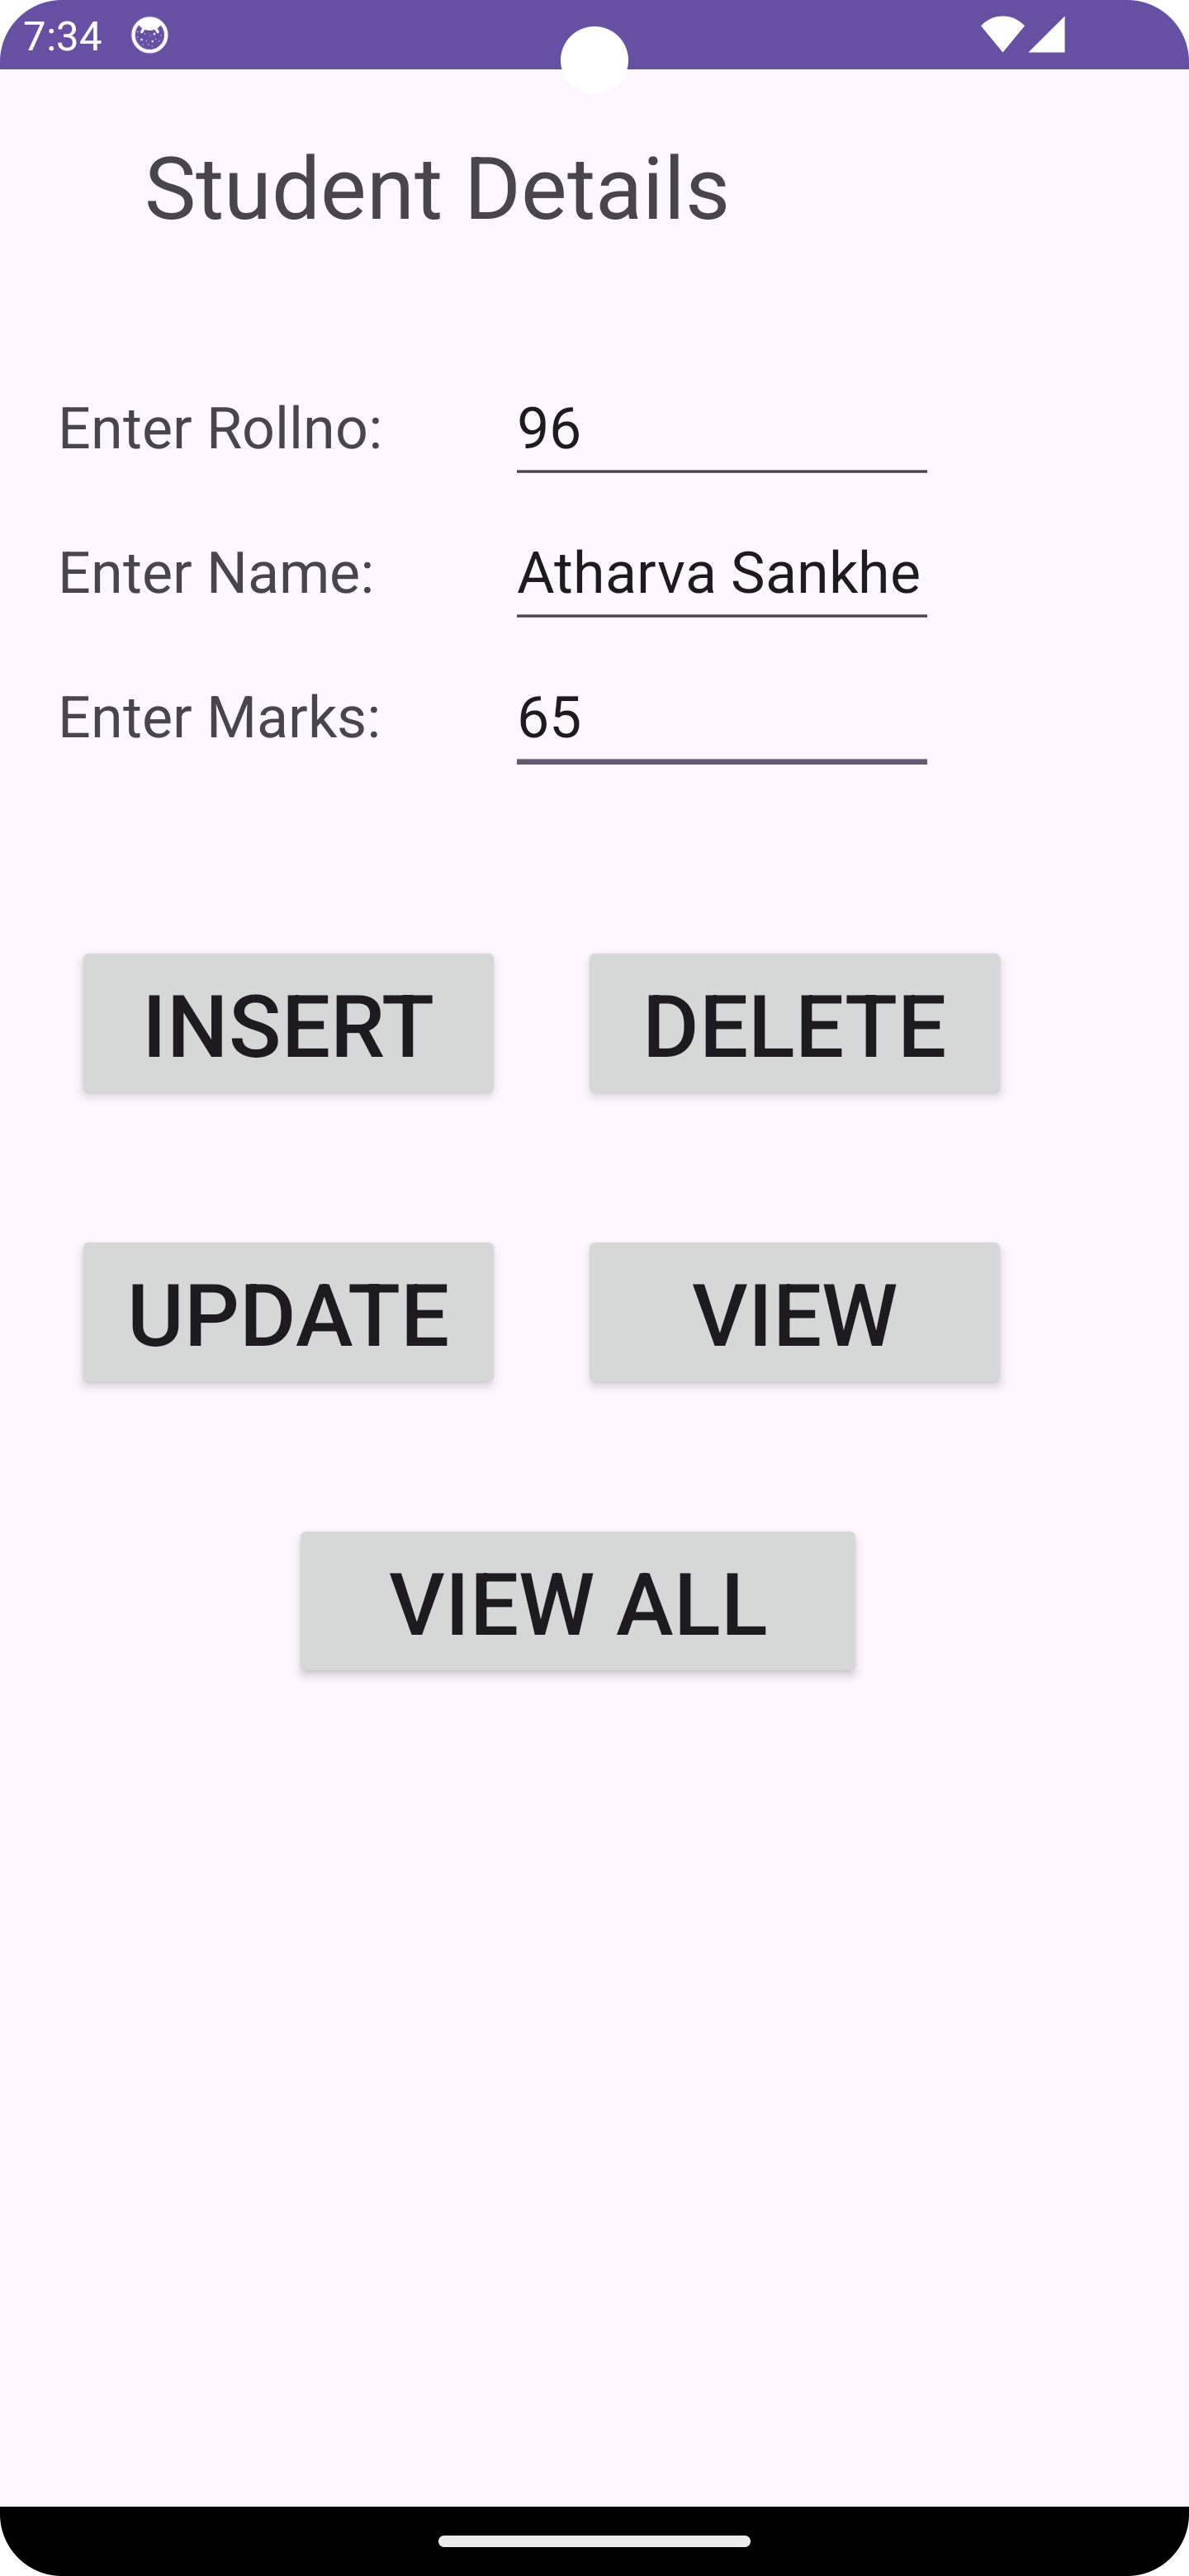 7:34
Student Details
Enter Rollno: 96
Enter Name: Atharva Sankhe
Enter Marks: 65
INSERT DELETE
UPDATE VIEW
VIEW ALL